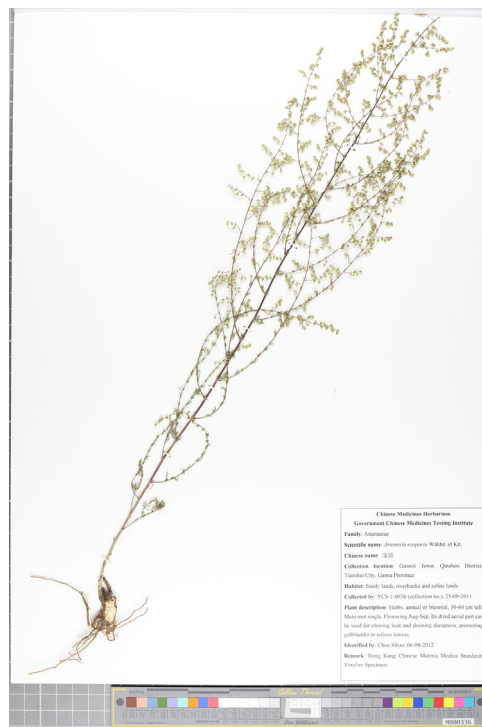 Chinese Medicines Herbarium
Government Chinese Medicines Testing Institute
Family: Asteraceae
Scientific name: Artemisia scoparia Waldst. et Kit.
Chinese name:
Collection location: Guanzi Town, Qinzhou District,
Tianshui City, Gansu Province
Habitat: Sandy lands, riverbanks and saline lands
Collected by: YCS-1-0026 (collection no.), 25-09-2011
Plant description: Herbs, annual or biennial, 30-60 cm tall.
Main root single. Flowering Aug-Sep. Its dried aerial part can
be used for clearing heat and draining dampness, promoting
gallbladder to relieve icterus.
Identified by: Chen Sibao, 06-08-2012
Remark: Hong Kong Chinese Materia Medica Standards
Voucher Specimen.
Golden Thread
M000336